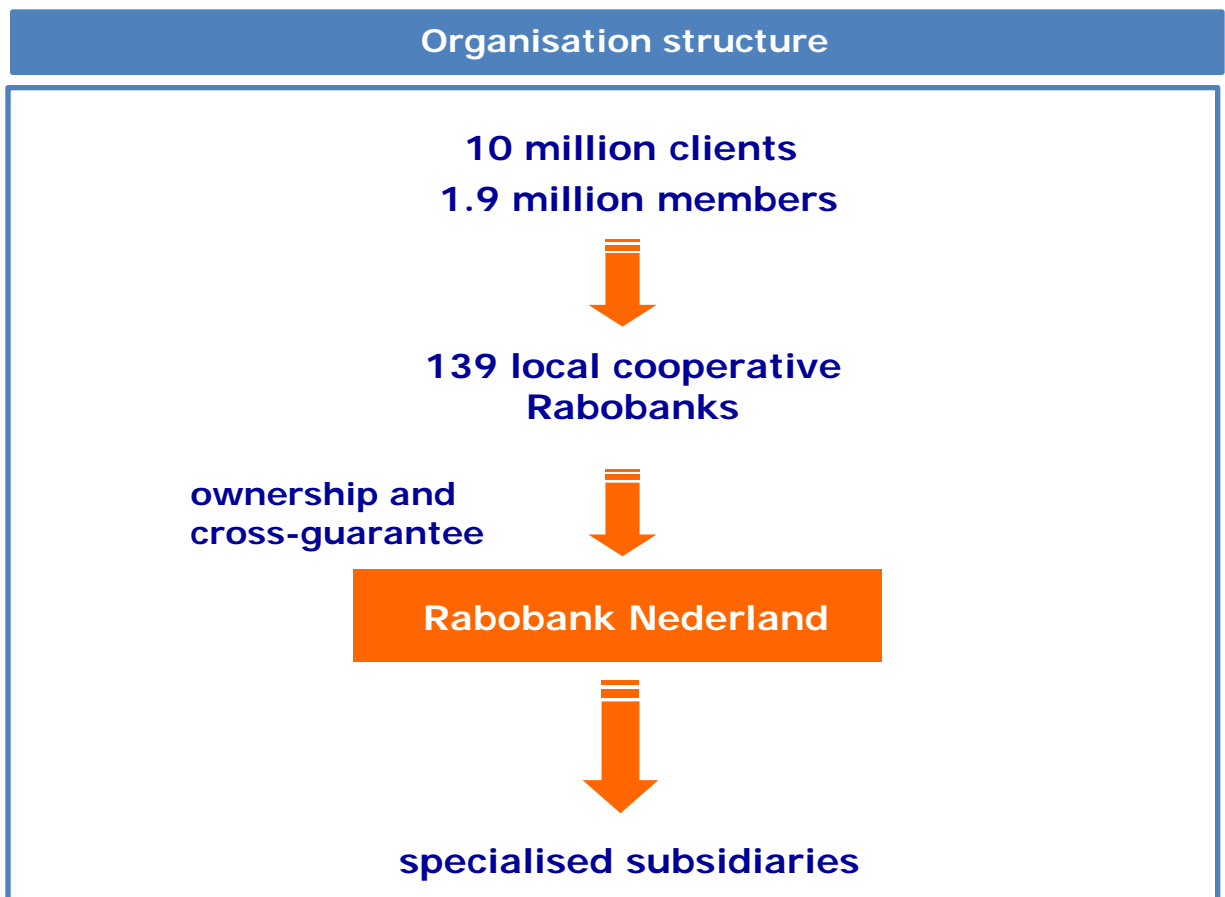 Organisation structure
10 million clients
1.9 million members
139 local cooperative
Rabobanks
ownership and
cross-guarantee
Rabobank Nederland
specialised subsidiaries